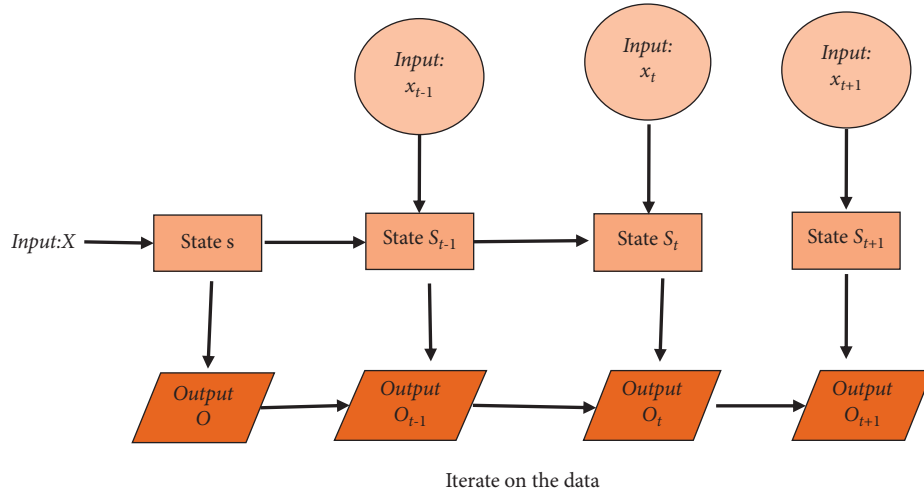 Input:
xₜ₋₁
Input:
xₜ
Input:
xₜ₊₁
Input:X
State s
State Sₜ₋₁
State Sₜ
State Sₜ₊₁
Output
O
Output
Oₜ₋₁
Output
Oₜ
Output
Oₜ₊₁
Iterate on the data